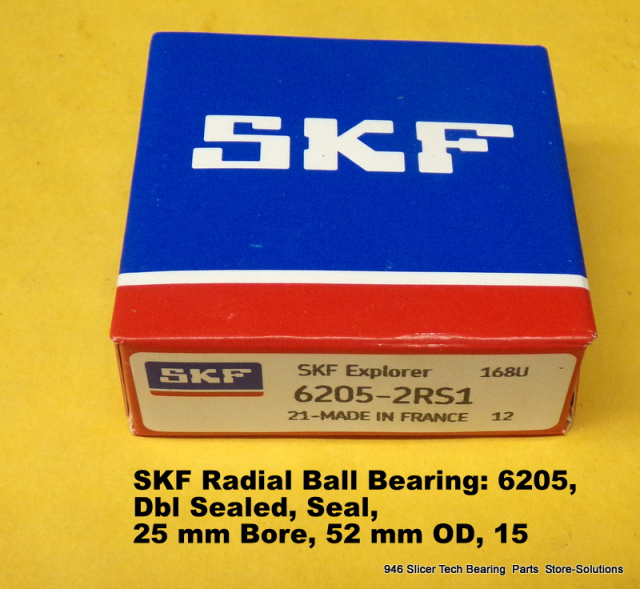 SKF
SKF
SKF Explorer 168U
6205-2RS1
21-MADE IN FRANCE 12
SKF Radial Ball Bearing: 6205,
Dbl Sealed, Seal,
25 mm Bore, 52 mm OD, 15
946 Slicer Tech Bearing Parts Store-Solutions